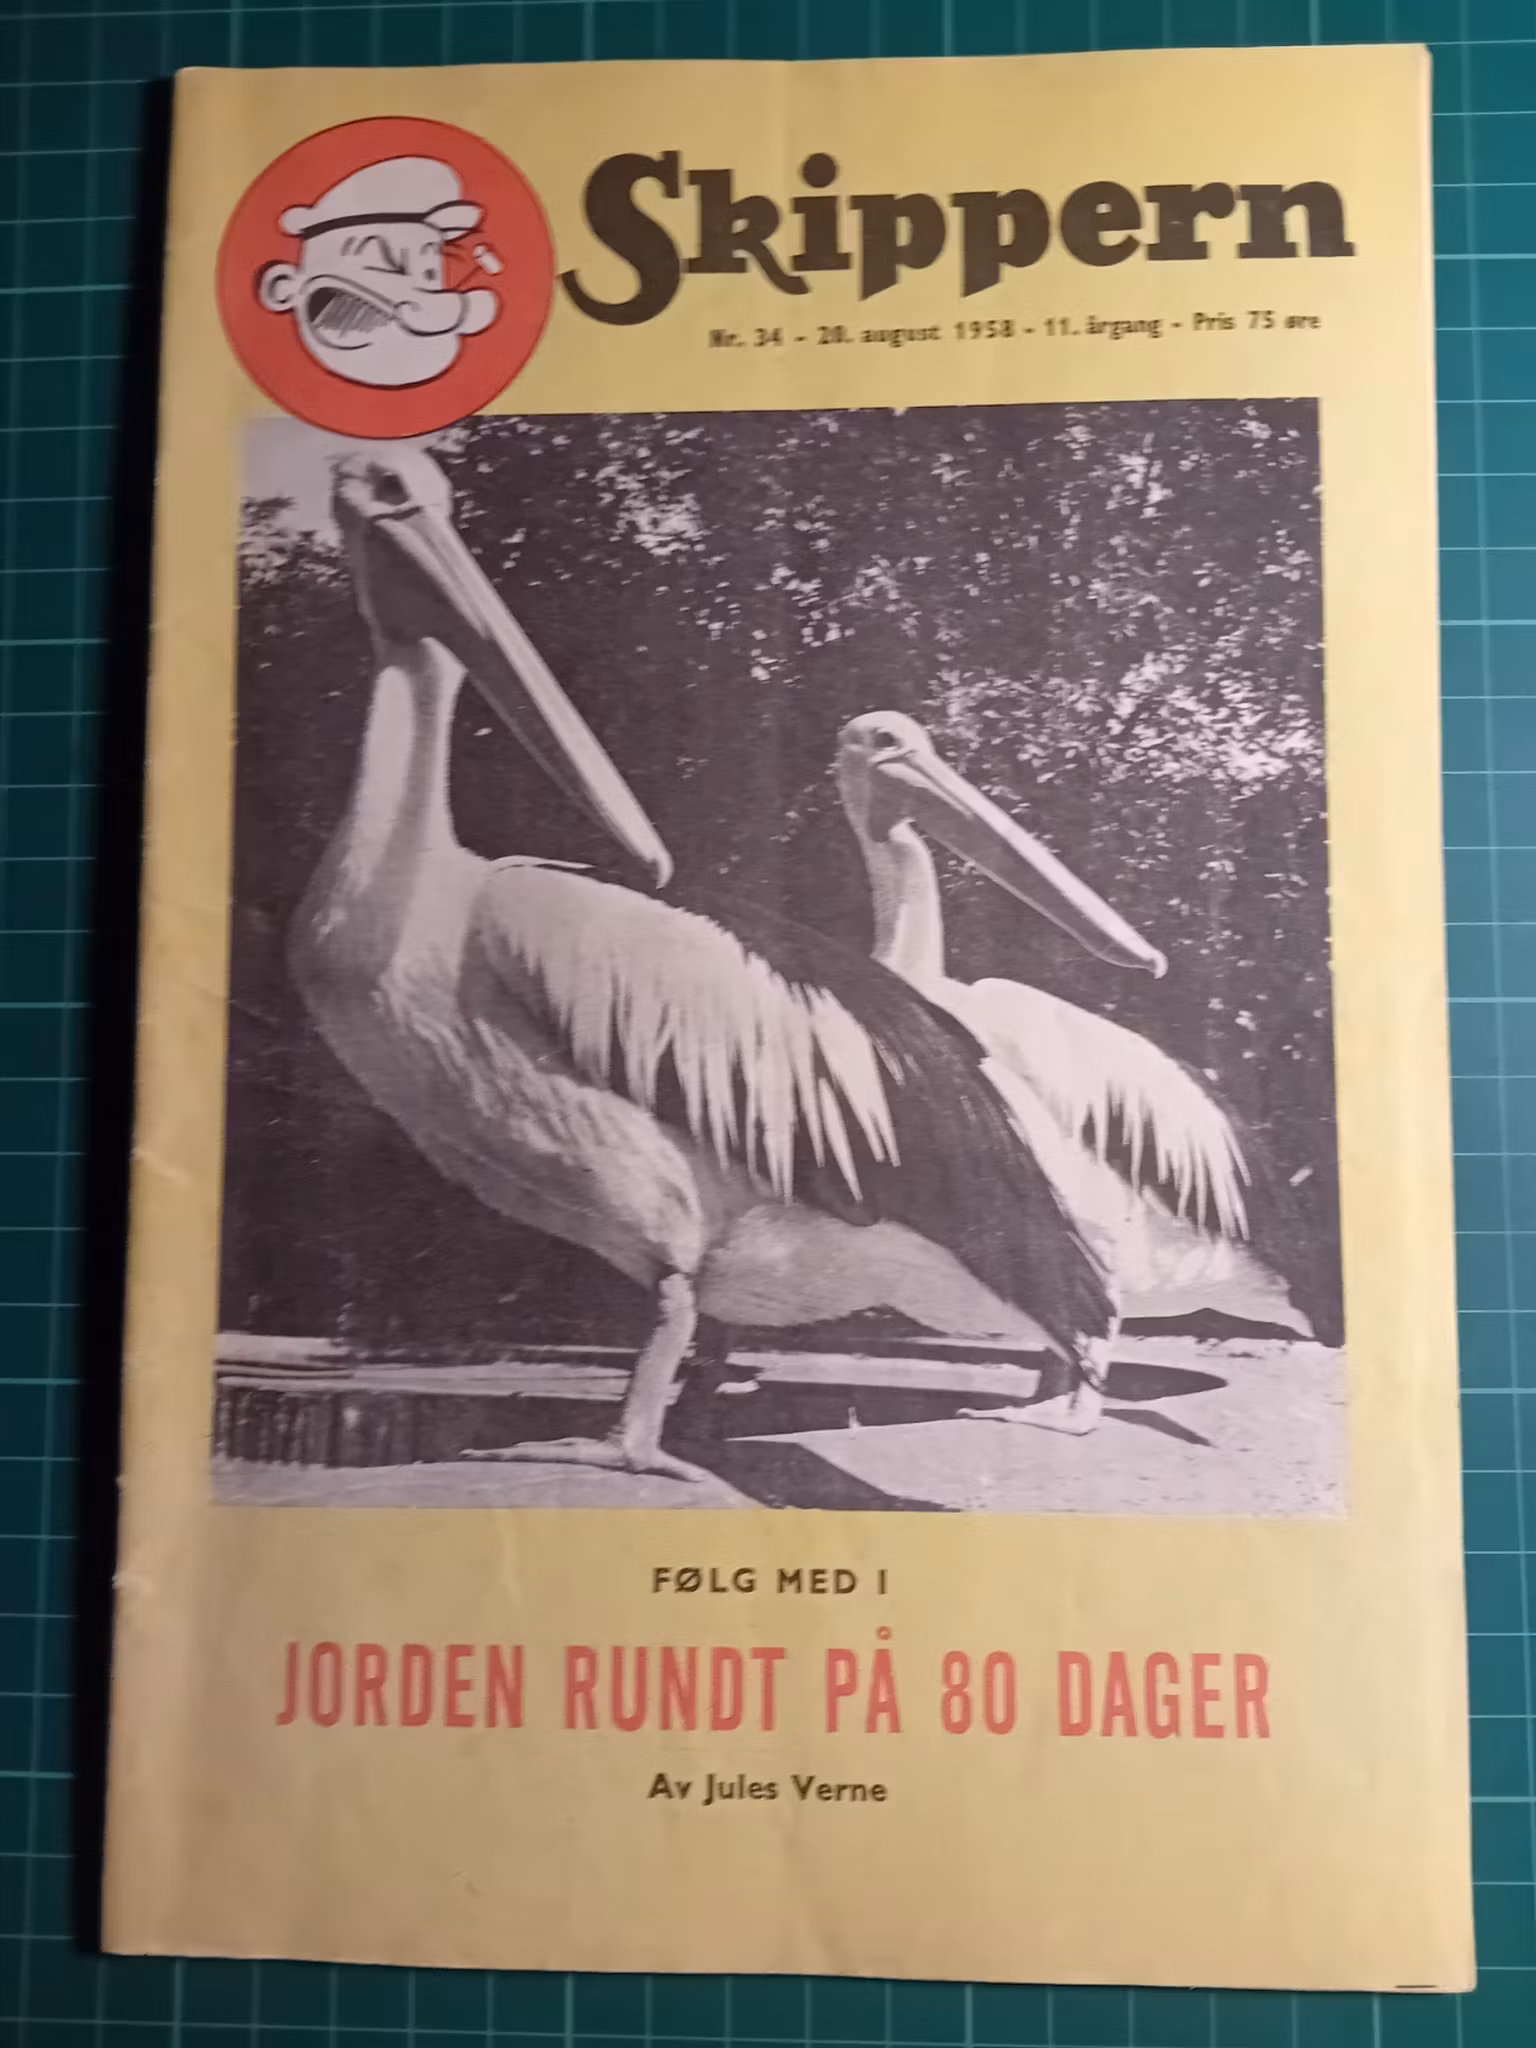 Skippern
Nr. 34 - 20. august 1958 - 11. årgang - Pris 75 øre
FØLG MED I
JORDEN RUNDT PÅ 80 DAGER
Av Jules Verne